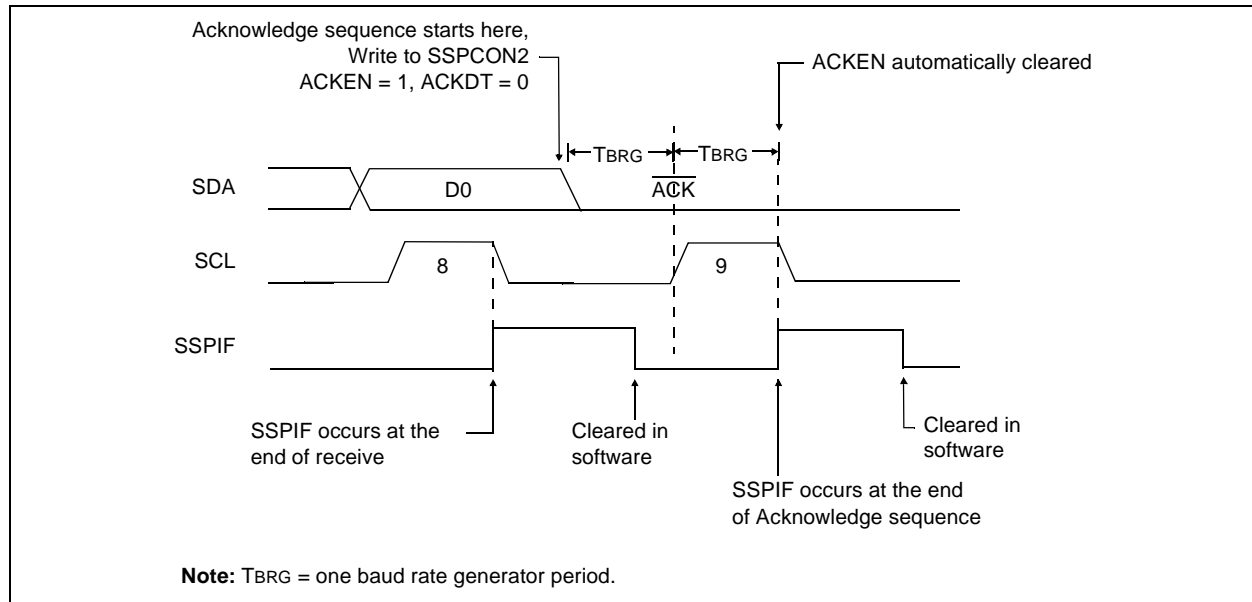 Acknowledge sequence starts here,
Write to SSPCON2
ACKEN = 1, ACKDT = 0
ACKEN automatically cleared
TBRG
TBRG
SDA
D0
ACK
SCL
8
9
SSPIF
SSPIF occurs at the
end of receive
Cleared in
software
SSPIF occurs at the end
of Acknowledge sequence
Cleared in
software
Note: TBRG = one baud rate generator period.